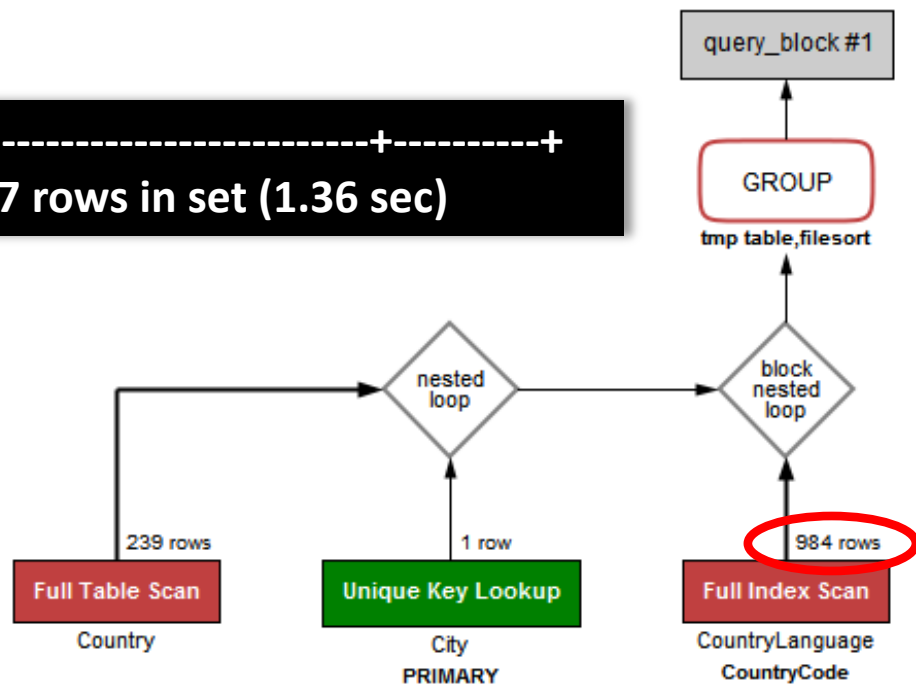 query_block #1
-------------------------+----------+
7 rows in set (1.36 sec)
GROUP
tmp table,filesort
nested
loop
block
nested
loop
239 rows
1 row
984 rows
Full Table Scan
Unique Key Lookup
Full Index Scan
Country
City
CountryLanguage
PRIMARY
CountryCode